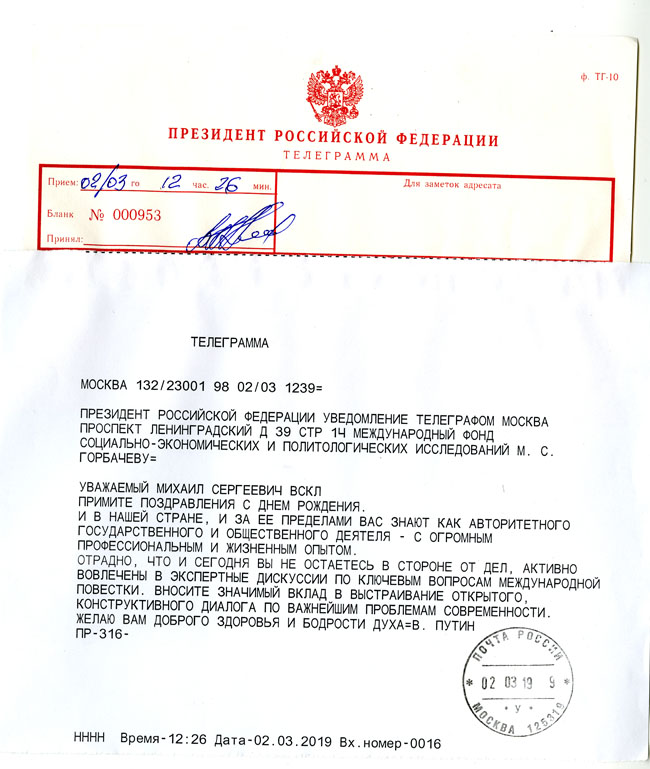 ф. ТГ-10
ПРЕЗИДЕНТ РОССИЙСКОЙ ФЕДЕРАЦИИ
ТЕЛЕГРАММА
Прием: 02/03 го 12 час. 26 мин.
Для заметок адресата
Бланк № 000953
Принял:
ТЕЛЕГРАММА
МОСКВА 132/23001 98 02/03 1239=
ПРЕЗИДЕНТ РОССИЙСКОЙ ФЕДЕРАЦИИ УВЕДОМЛЕНИЕ ТЕЛЕГРАФОМ МОСКВА
ПРОСПЕКТ ЛЕНИНГРАДСКИЙ Д 39 СТР 1Ч МЕЖДУНАРОДНЫЙ ФОНД
СОЦИАЛЬНО-ЭКОНОМИЧЕСКИХ И ПОЛИТОЛОГИЧЕСКИХ ИССЛЕДОВАНИЙ М. С.
ГОРБАЧЕВУ=
УВАЖАЕМЫЙ МИХАИЛ СЕРГЕЕВИЧ ВСКЛ
ПРИМИТЕ ПОЗДРАВЛЕНИЯ С ДНЕМ РОЖДЕНИЯ.
И В НАШЕЙ СТРАНЕ, И ЗА ЕЕ ПРЕДЕЛАМИ ВАС ЗНАЮТ КАК АВТОРИТЕТНОГО
ГОСУДАРСТВЕННОГО И ОБЩЕСТВЕННОГО ДЕЯТЕЛЯ - С ОГРОМНЫМ
ПРОФЕССИОНАЛЬНЫМ И ЖИЗНЕННЫМ ОПЫТОМ.
ОТРАДНО, ЧТО И СЕГОДНЯ ВЫ НЕ ОСТАЕТЕСЬ В СТОРОНЕ ОТ ДЕЛ, АКТИВНО
ВОВЛЕЧЕНЫ В ЭКСПЕРТНЫЕ ДИСКУССИИ ПО КЛЮЧЕВЫМ ВОПРОСАМ МЕЖДУНАРОДНОЙ
ПОВЕСТКИ. ВНОСИТЕ ЗНАЧИМЫЙ ВКЛАД В ВЫСТРАИВАНИЕ ОТКРЫТОГО,
КОНСТРУКТИВНОГО ДИАЛОГА ПО ВАЖНЕЙШИМ ПРОБЛЕМАМ СОВРЕМЕННОСТИ.
ЖЕЛАЮ ВАМ ДОБРОГО ЗДОРОВЬЯ И БОДРОСТИ ДУХА=В. ПУТИН
ПР-316-
ПОЧТА РОССИИ
* 02 03 19 9 *
У
МОСКВА 125319
НННН Время-12:26 Дата-02.03.2019 Вх.номер-0016